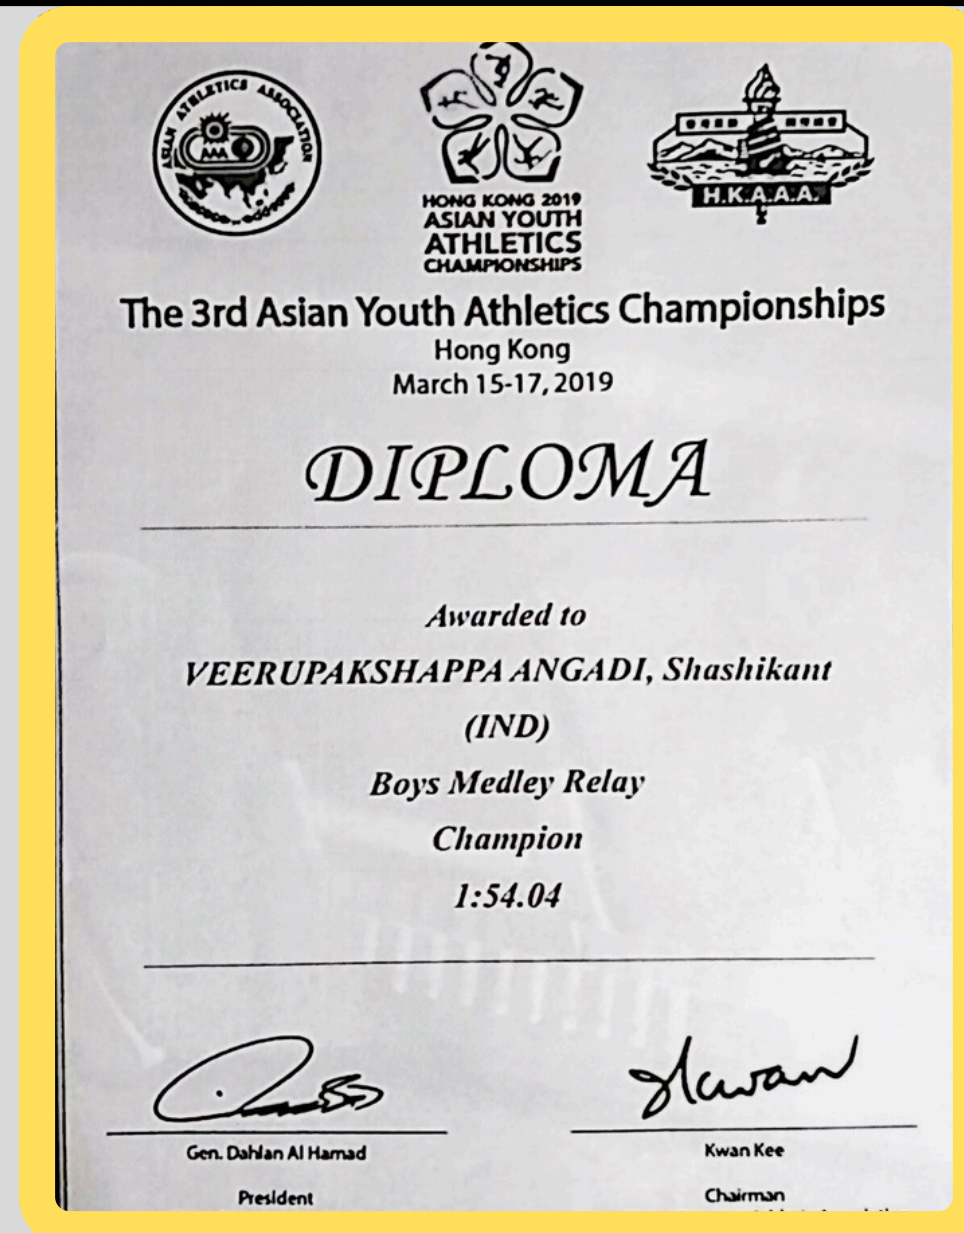 ASIAN ATHLETICS ASSOCIATION
HONG KONG 2019
ASIAN YOUTH
ATHLETICS
CHAMPIONSHIPS
H.K.A.A.A.
The 3rd Asian Youth Athletics Championships
Hong Kong
March 15-17, 2019
DIPLOMA
Awarded to
VEERUPAKSHAPPA ANGADI, Shashikant
(IND)
Boys Medley Relay
Champion
1:54.04
Gen. Dahlan Al Hamad
Kwan Kee
President
Chairman